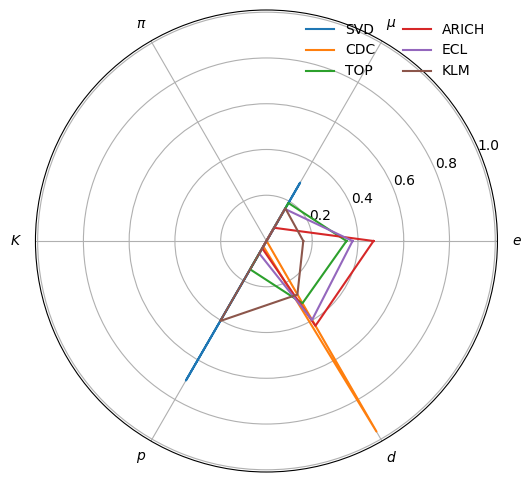 π
μ
SVD ARICH
CDC ECL
TOP KLM
1.0
0.8
0.6
0.4
0.2
K
e
p
d